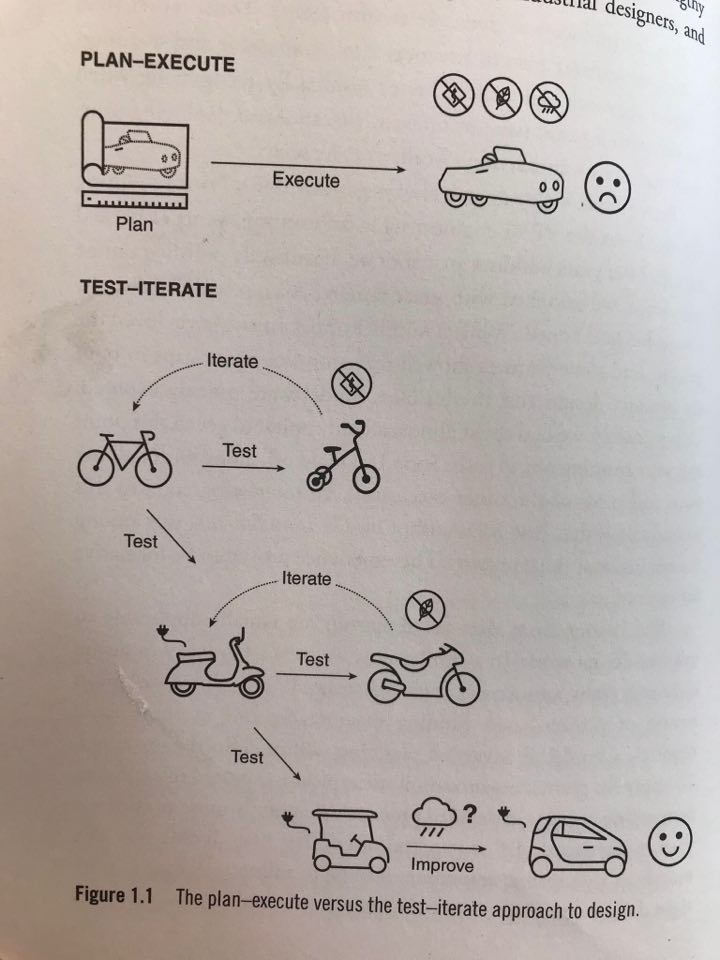 designers, and
PLAN–EXECUTE
Execute
Plan
TEST–ITERATE
Iterate
Test
Test
Iterate
Test
Test
?
Improve
Figure 1.1 The plan–execute versus the test–iterate approach to design.